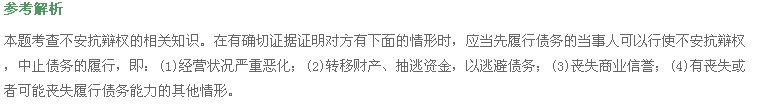 参考解析
本题考查不安抗辩权的相关知识。在有确切证据证明对方有下面的情形时，应当先履行债务的当事人可以行使不安抗辩权
，中止债务的履行，即：(1)经营状况严重恶化；(2)转移财产、抽逃资金，以逃避债务；(3)丧失商业信誉；(4)有丧失或
者可能丧失履行债务能力的其他情形。